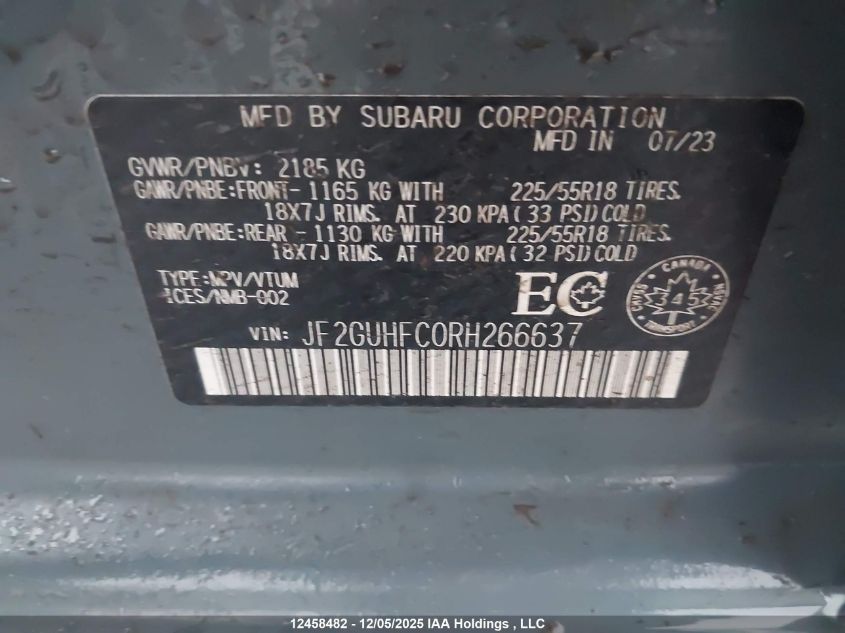 MFD BY SUBARU CORPORATION
MFD IN 07/23
GVWR/PNBV: 2185 KG
GAWR/PNBE:FRONT- 1165 KG WITH 225/55R18 TIRES.
18X7J RIMS. AT 230 KPA(33 PSI)COLD
GAWR/PNBE:REAR - 1130 KG WITH 225/55R18 TIRES.
18X7J RIMS. AT 220 KPA(32 PSI)COLD
TYPE:MPV/VTUM
ICES/NMB-002
EC
CANADA
CMVSS
NSVAC
345
TRANSPORT
VIN: JF2GUHFC0RH266637
12458482 - 12/05/2025 IAA Holdings , LLC